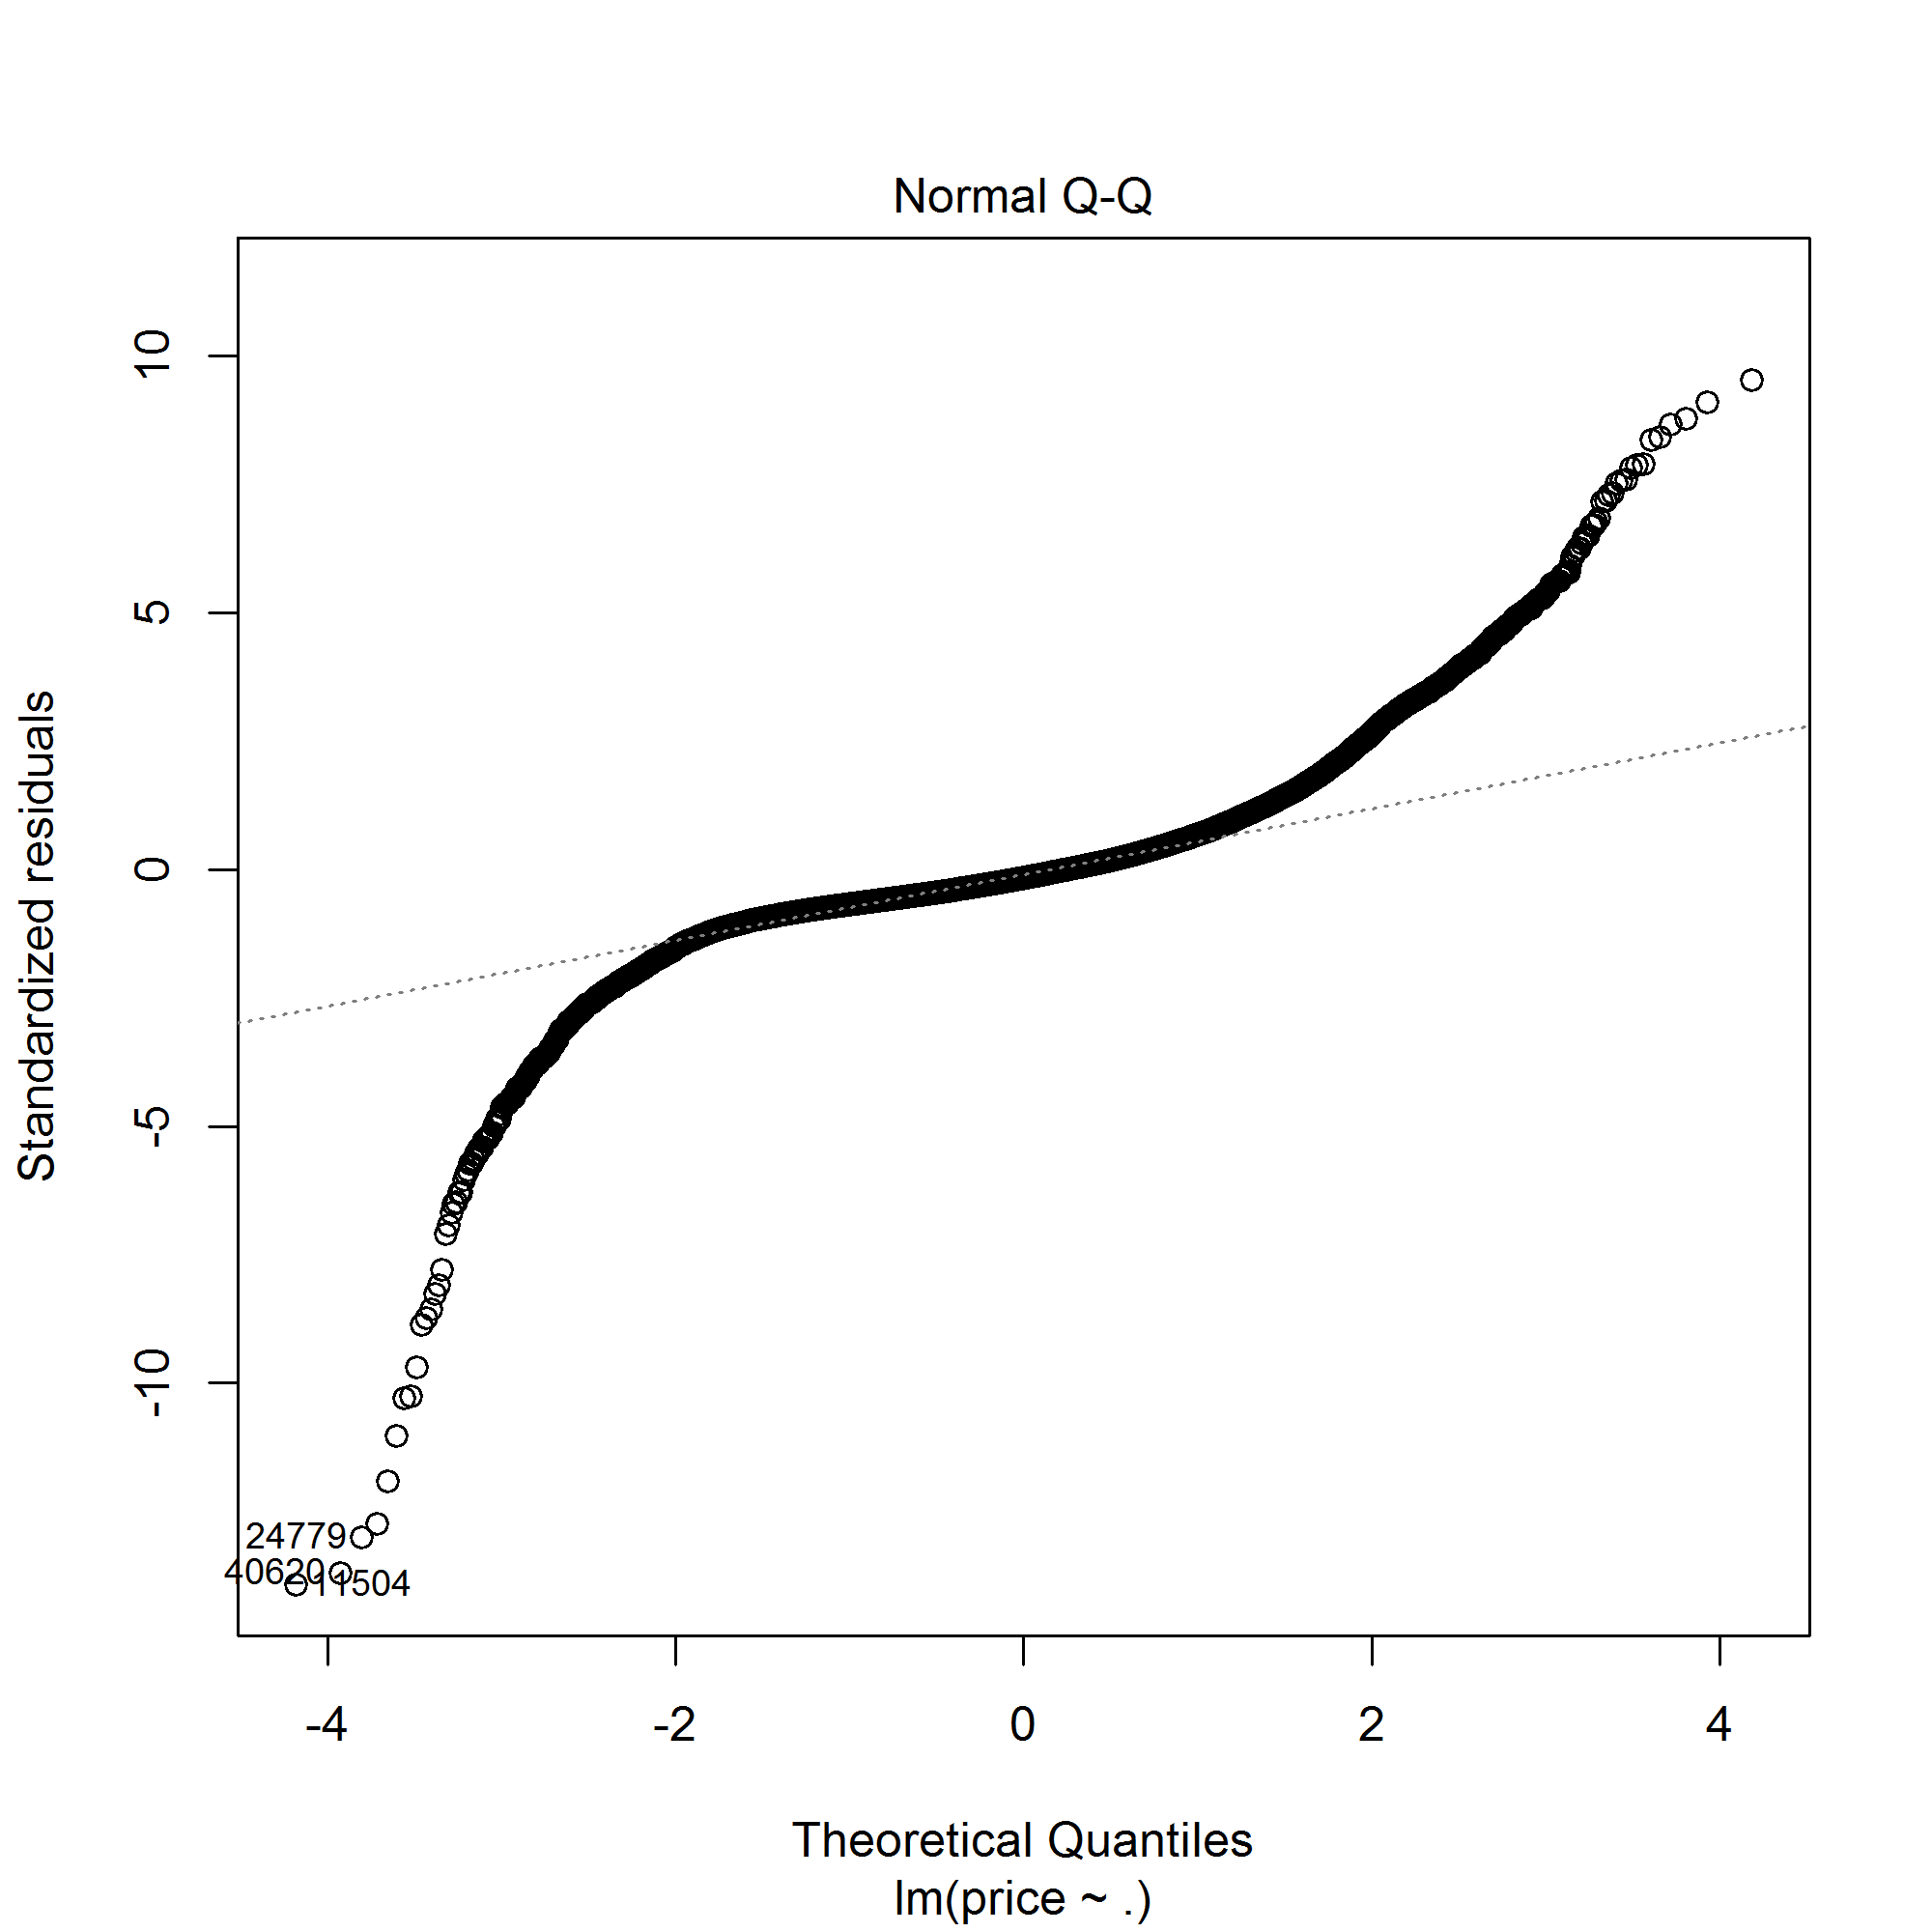 Normal Q-Q
10
5
0
-5
-10
Standardized residuals
24779
40620
11504
-4 -2 0 2 4
Theoretical Quantiles
lm(price ~ .)